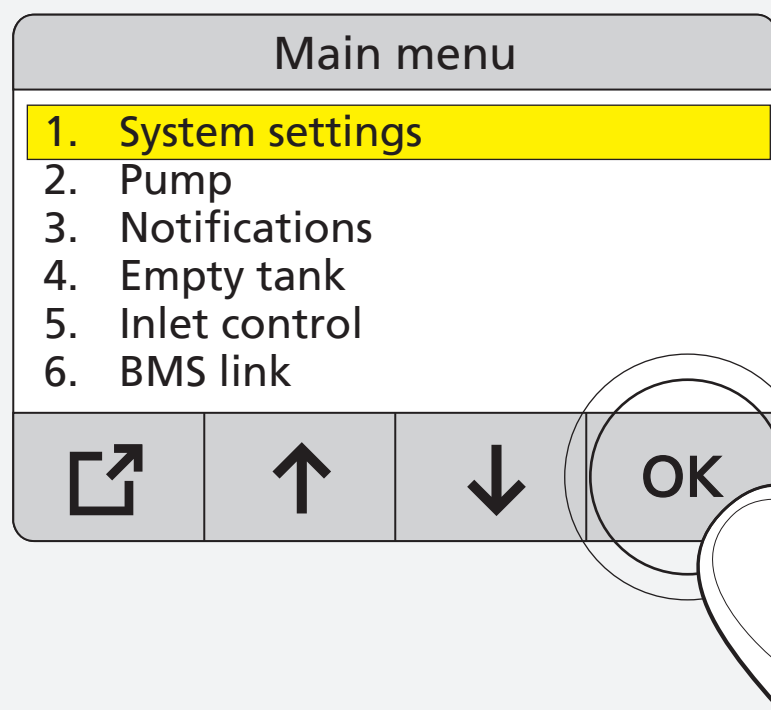 Main menu
1. System settings
2. Pump
3. Notifications
4. Empty tank
5. Inlet control
6. BMS link
OK